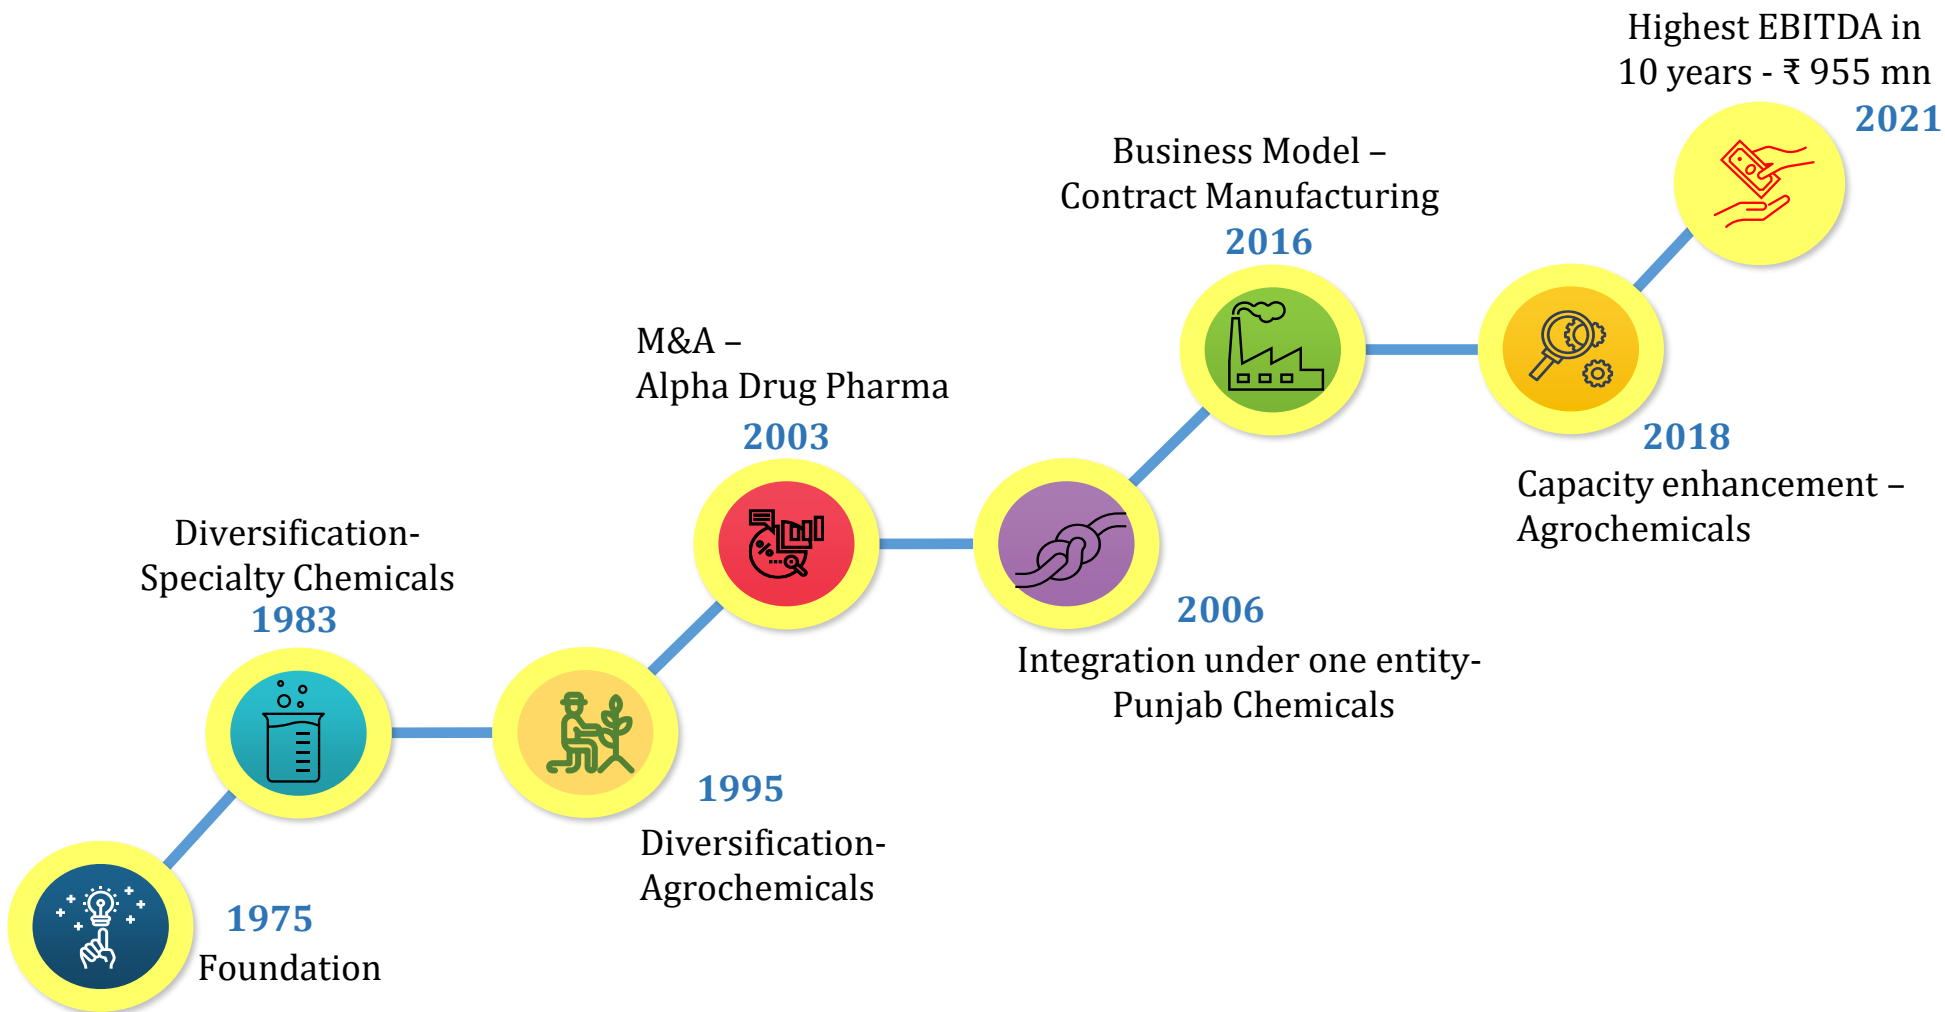 Highest EBITDA in
10 years - ₹ 955 mn
2021
Business Model –
Contract Manufacturing
2016
M&A –
Alpha Drug Pharma
2003
2018
Capacity enhancement –
Agrochemicals
Diversification-
Specialty Chemicals
1983
2006
Integration under one entity-
Punjab Chemicals
1995
Diversification-
Agrochemicals
1975
Foundation
%